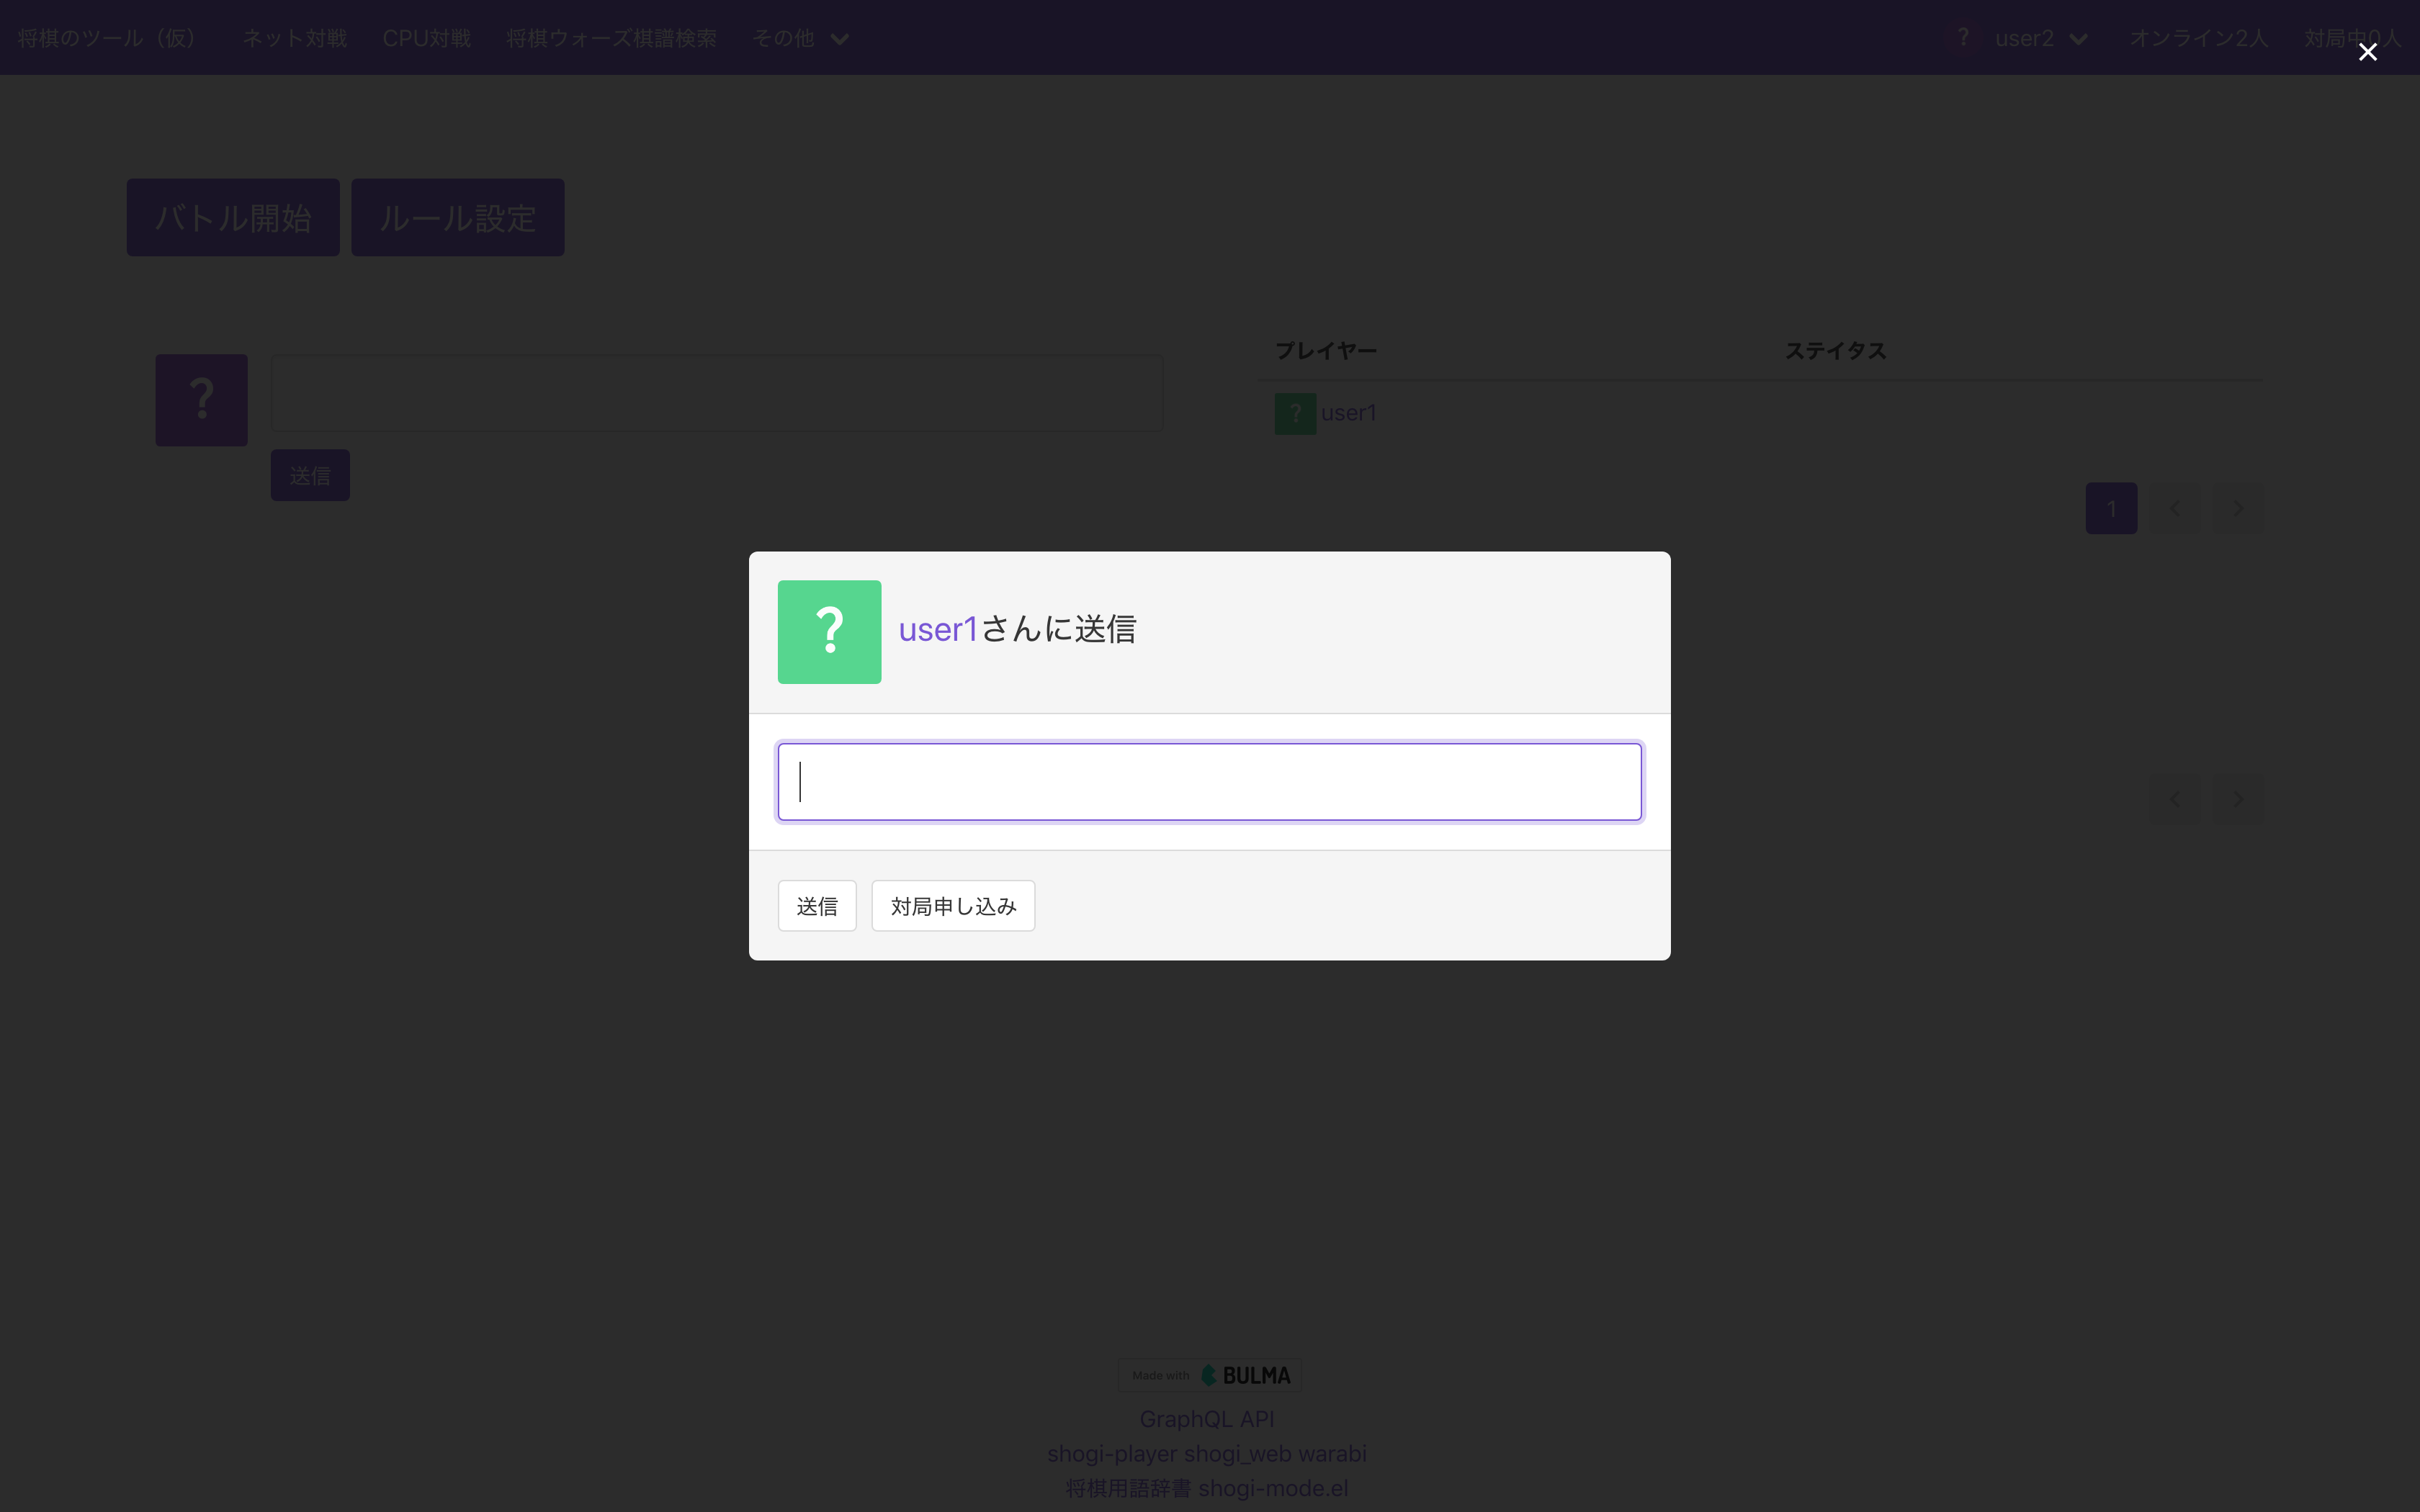 将棋のツール（仮） ネット対戦 CPU対戦 将棋ウォーズ棋譜検索 その他 ? user2 オンライン2人 対局中0人
バトル開始 ルール設定
プレイヤー ステイタス
?
? user1
送信
1
? user1さんに送信
送信 対局申し込み
Made with BULMA
GraphQL API
shogi-player shogi_web warabi
将棋用語辞書 shogi-mode.el